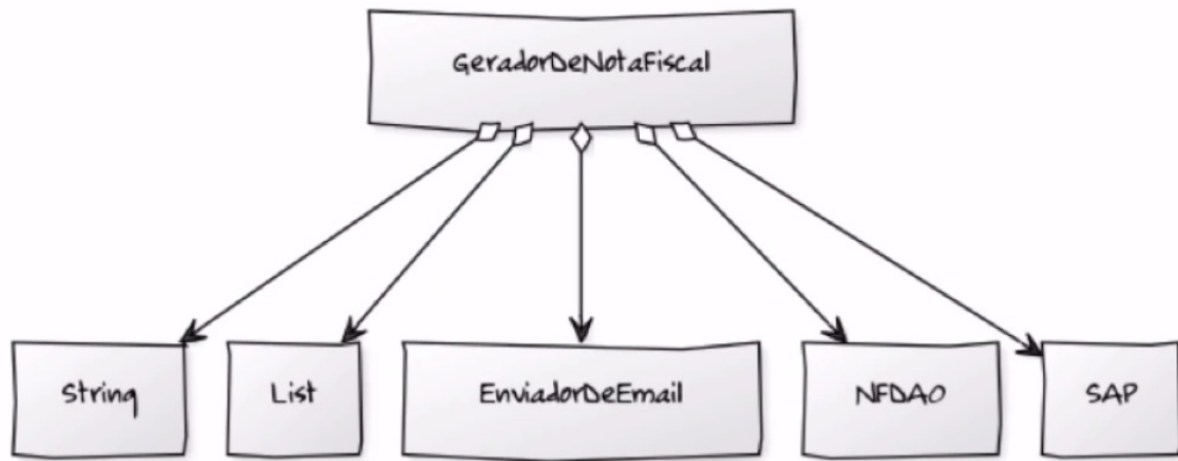 GeradorDeNotaFiscal
String
List
EnviadorDeEmail
NFDAO
SAP